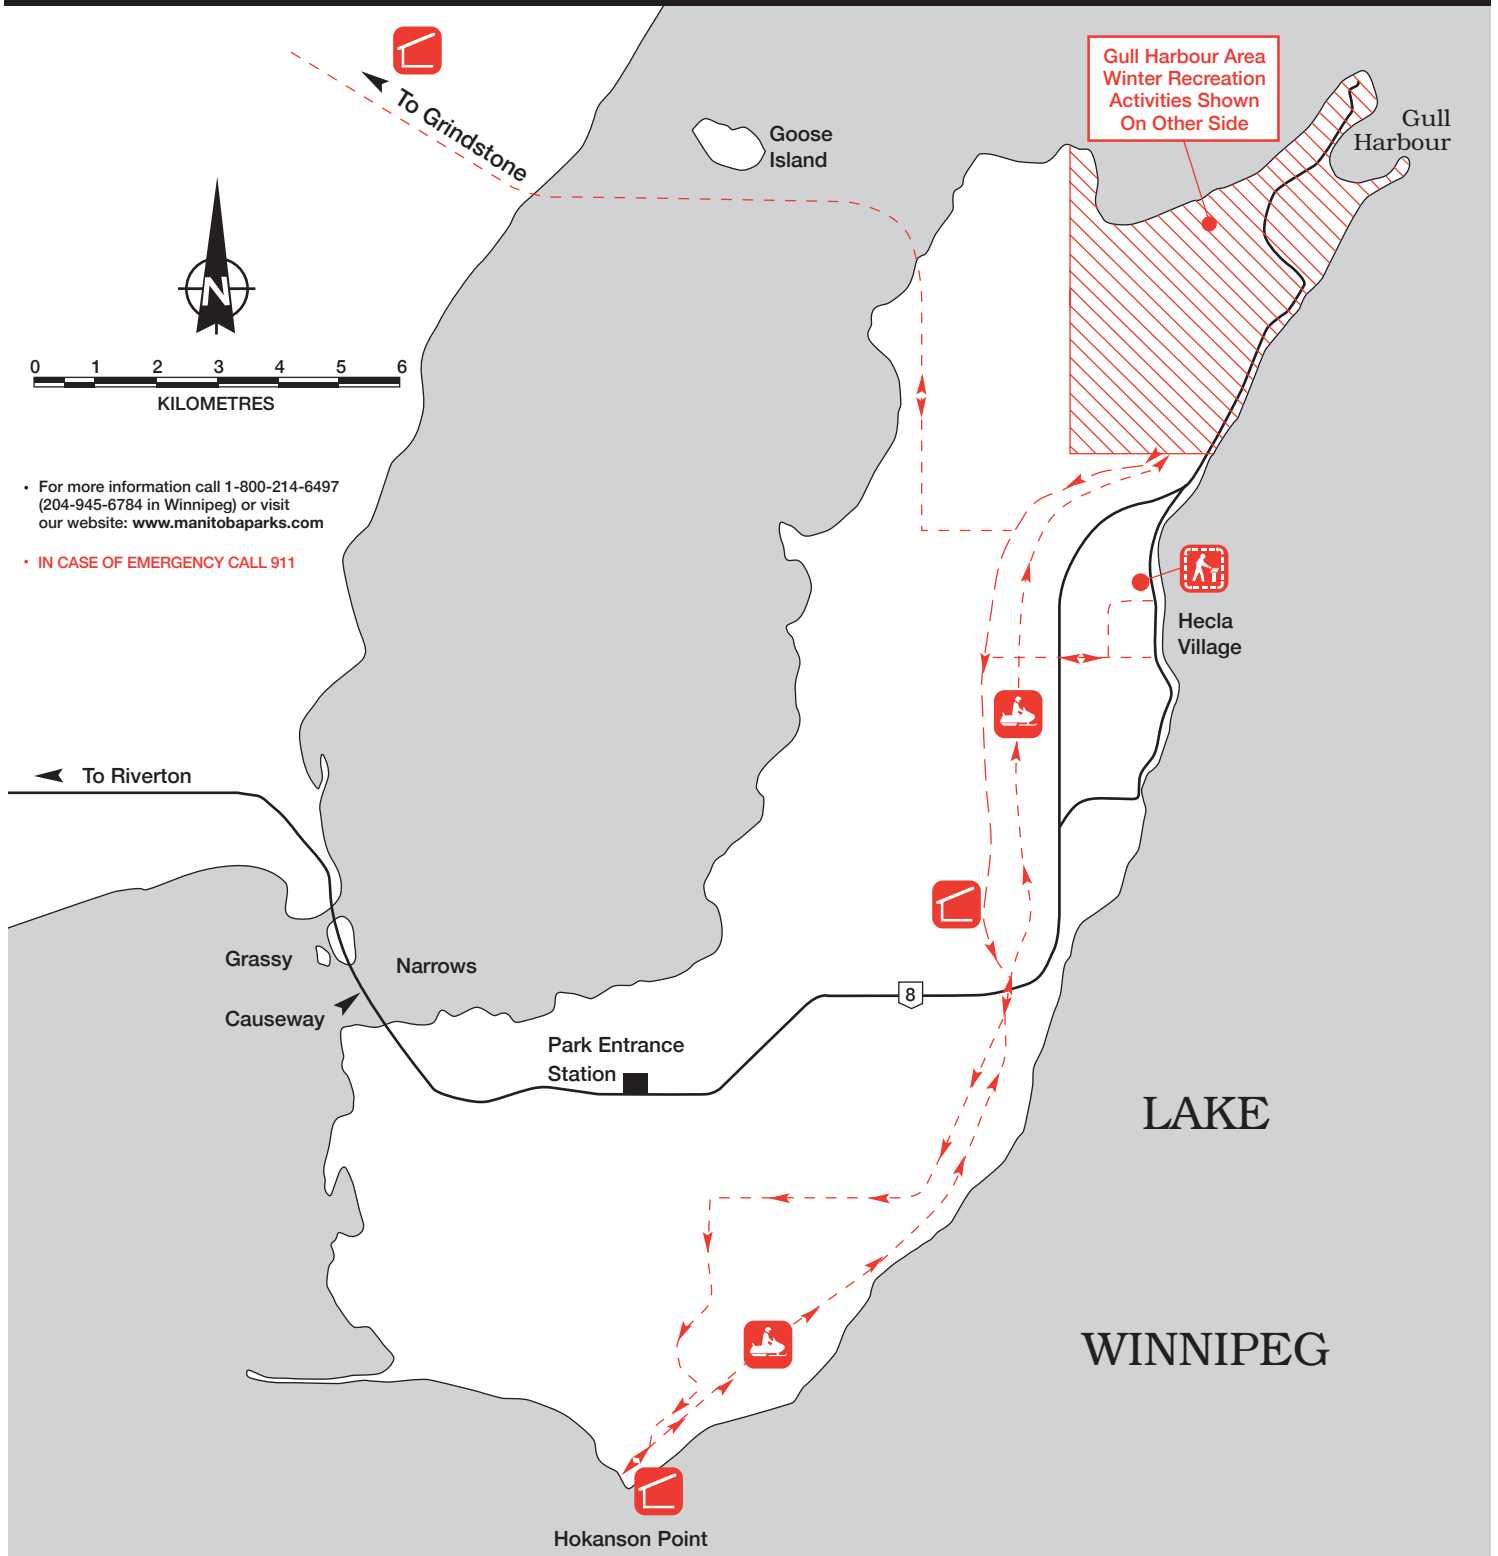 Gull Harbour Area
Winter Recreation
Activities Shown
On Other Side
Gull
Harbour
To Grindstone
Goose
Island
N
0 1 2 3 4 5 6
KILOMETRES
• For more information call 1-800-214-6497
(204-945-6784 in Winnipeg) or visit
our website: www.manitobaparks.com
• IN CASE OF EMERGENCY CALL 911
Hecla
Village
To Riverton
Grassy Narrows
Causeway
8
Park Entrance
Station
LAKE
WINNIPEG
Hokanson Point